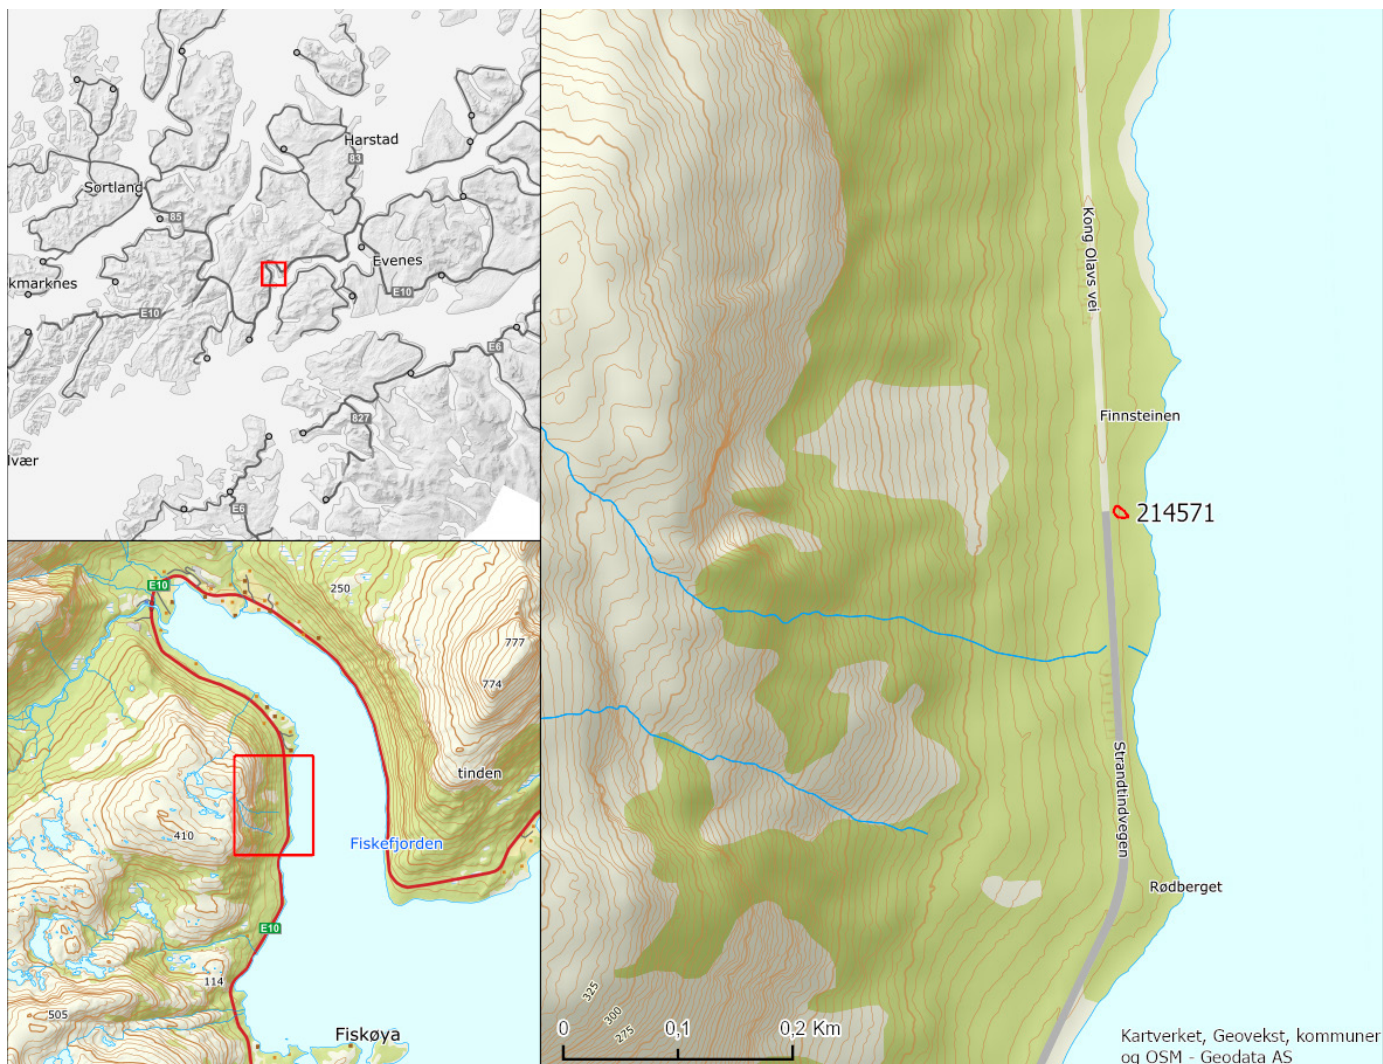 Harstad
83
Sortland
85
Evenes
kmarknes
E10
E10
E6
827
lvær
E6
E10
250
777
774
tinden
410
Fiskefjorden
E10
114
505
Fiskøya
Kong Olavs vei
Finnsteinen
214571
Strandtindvegen
Rødberget
325
300
275
0
0,1
0,2 Km
Kartverket, Geovekst, kommuner
og OSM - Geodata AS